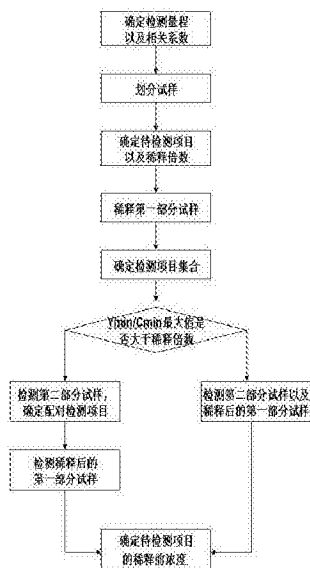 确定检测量程
以及相关系数
划分试样
确定待检测项目
以及稀释倍数
稀释第一部分试样
确定检测项目集合
Ymin/Cmin最大值是
否大于稀释倍数
检测第二部分试样，
确定配对检测项目
检测第二部分试样以及
稀释后的第一部分试样
检测稀释后的
第一部分试样
确定待检测项目
的稀释前浓度